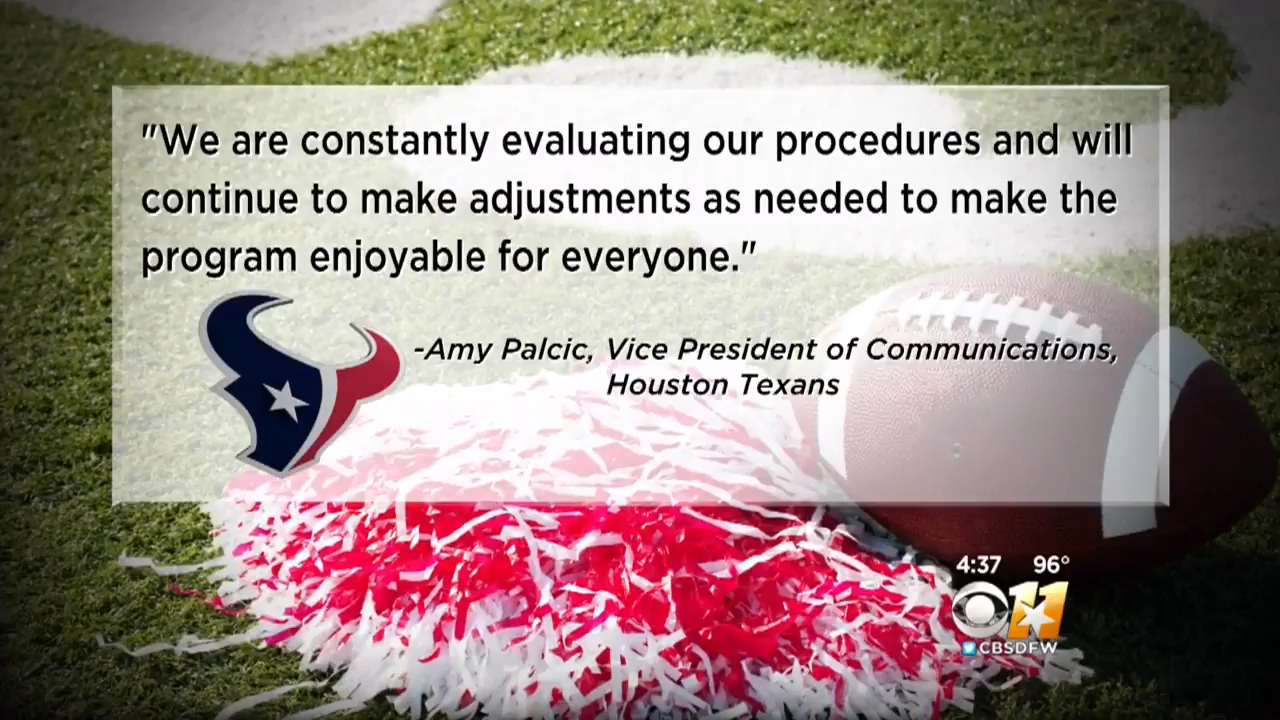 "We are constantly evaluating our procedures and will
continue to make adjustments as needed to make the
program enjoyable for everyone."
-Amy Palcic, Vice President of Communications,
Houston Texans
4:37 96°
11
CBSDFW